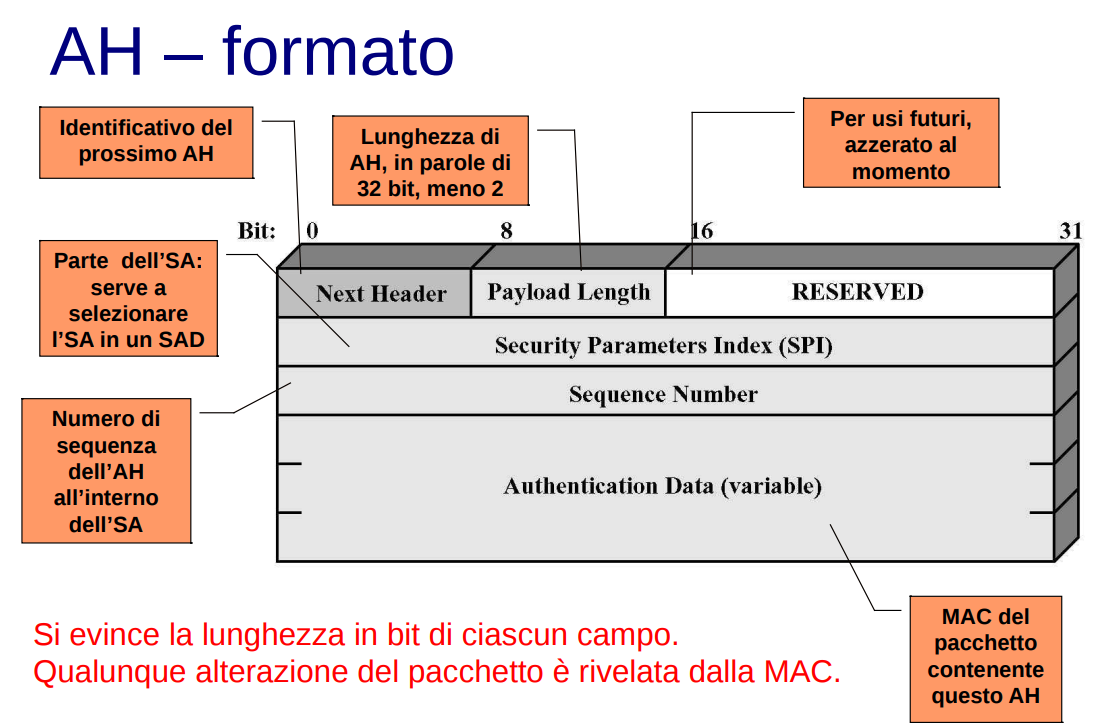 AH – formato
Identificativo del
prossimo AH
Lunghezza di
AH, in parole di
32 bit, meno 2
Per usi futuri,
azzerato al
momento
Bit: 0 8 16 31
Parte dell’SA:
serve a
selezionare
l’SA in un SAD
Next Header Payload Length RESERVED
Security Parameters Index (SPI)
Sequence Number
Numero di
sequenza
dell’AH
all’interno
dell’SA
Authentication Data (variable)
MAC del
pacchetto
contenente
questo AH
Si evince la lunghezza in bit di ciascun campo.
Qualunque alterazione del pacchetto è rivelata dalla MAC.